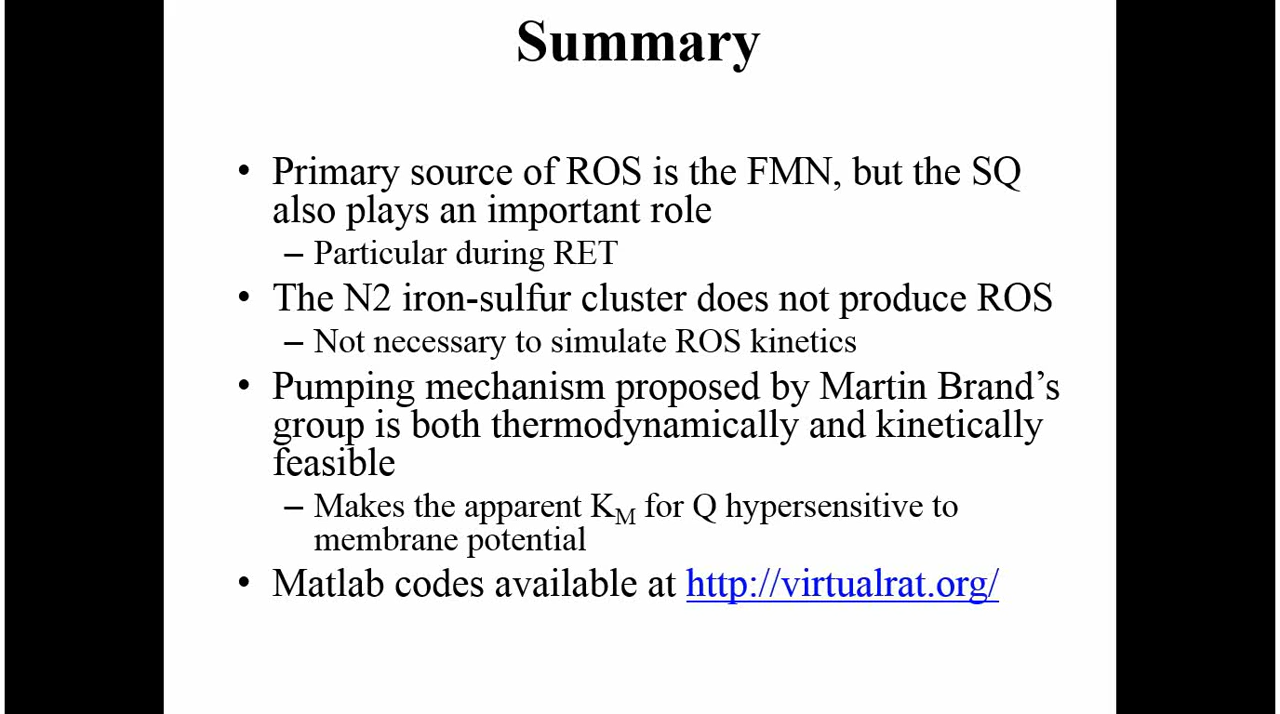 Summary
• Primary source of ROS is the FMN, but the SQ
also plays an important role
– Particular during RET
• The N2 iron-sulfur cluster does not produce ROS
– Not necessary to simulate ROS kinetics
• Pumping mechanism proposed by Martin Brand’s
group is both thermodynamically and kinetically
feasible
– Makes the apparent KM for Q hypersensitive to
membrane potential
• Matlab codes available at http://virtualrat.org/